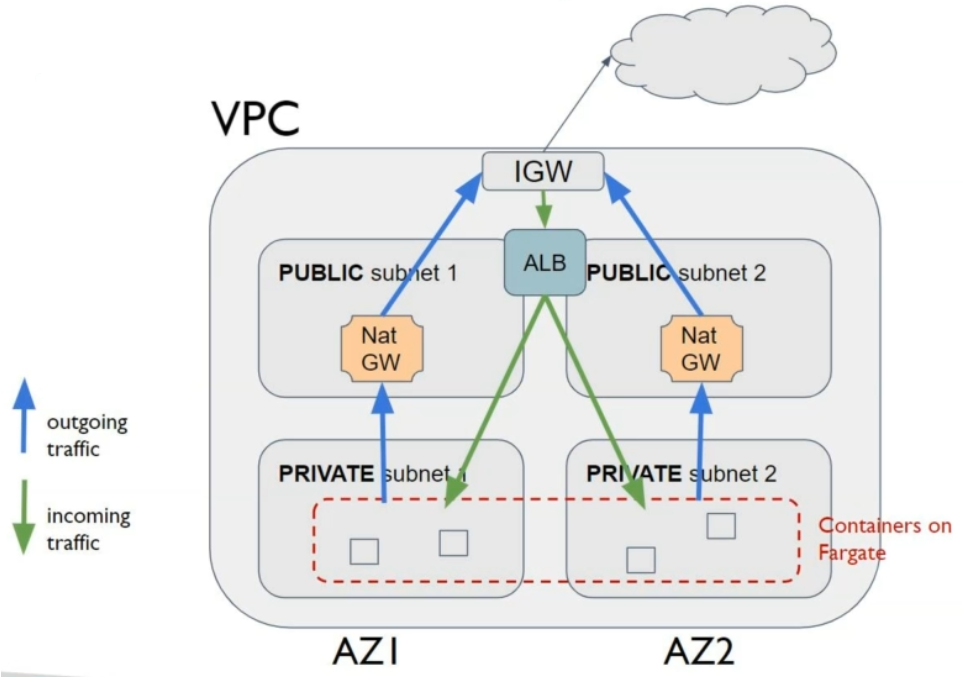 VPC
IGW
ALB
PUBLIC subnet 1
PUBLIC subnet 2
Nat
GW
Nat
GW
outgoing
traffic
incoming
traffic
PRIVATE subnet 1
PRIVATE subnet 2
Containers on
Fargate
AZ1
AZ2